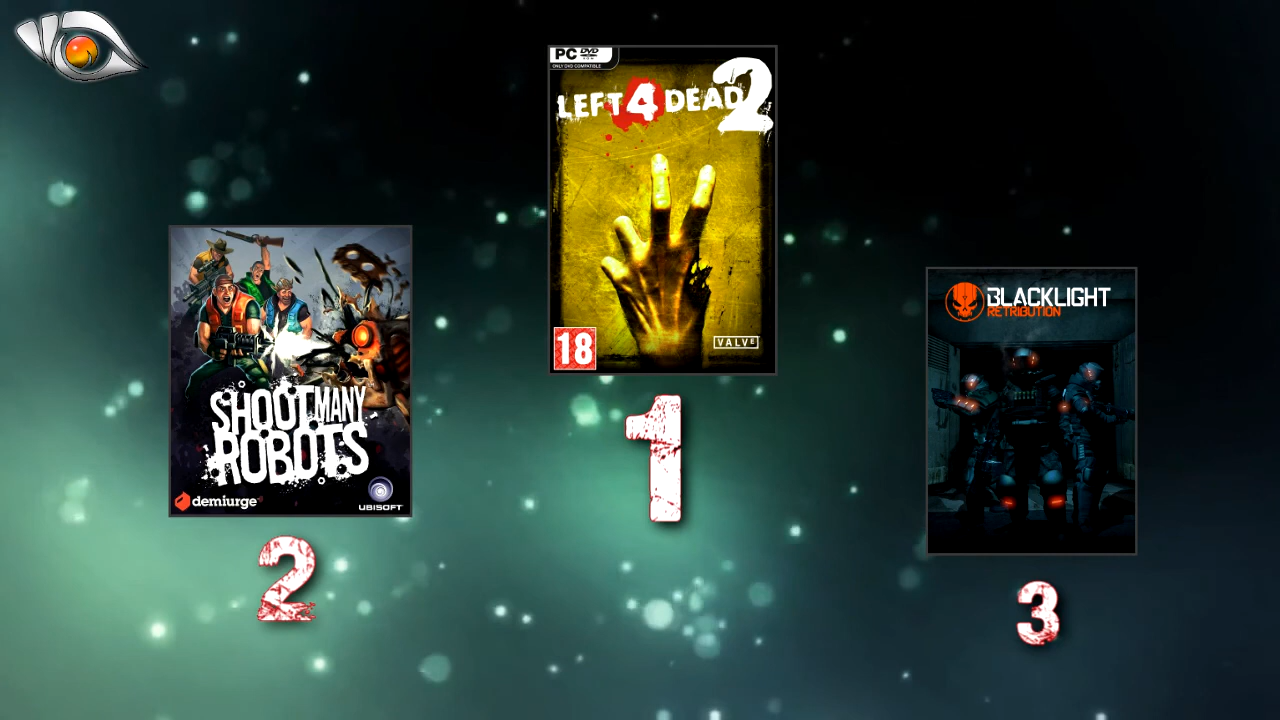 PC DVD
ROM
ONLY DVD COMPATIBLE
LEFT 4 DEAD 2
18
VALVE
1
SHOOT MANY
ROBOTS
demiurge
UBISOFT
2
BLACKLIGHT
RETRIBUTION
3